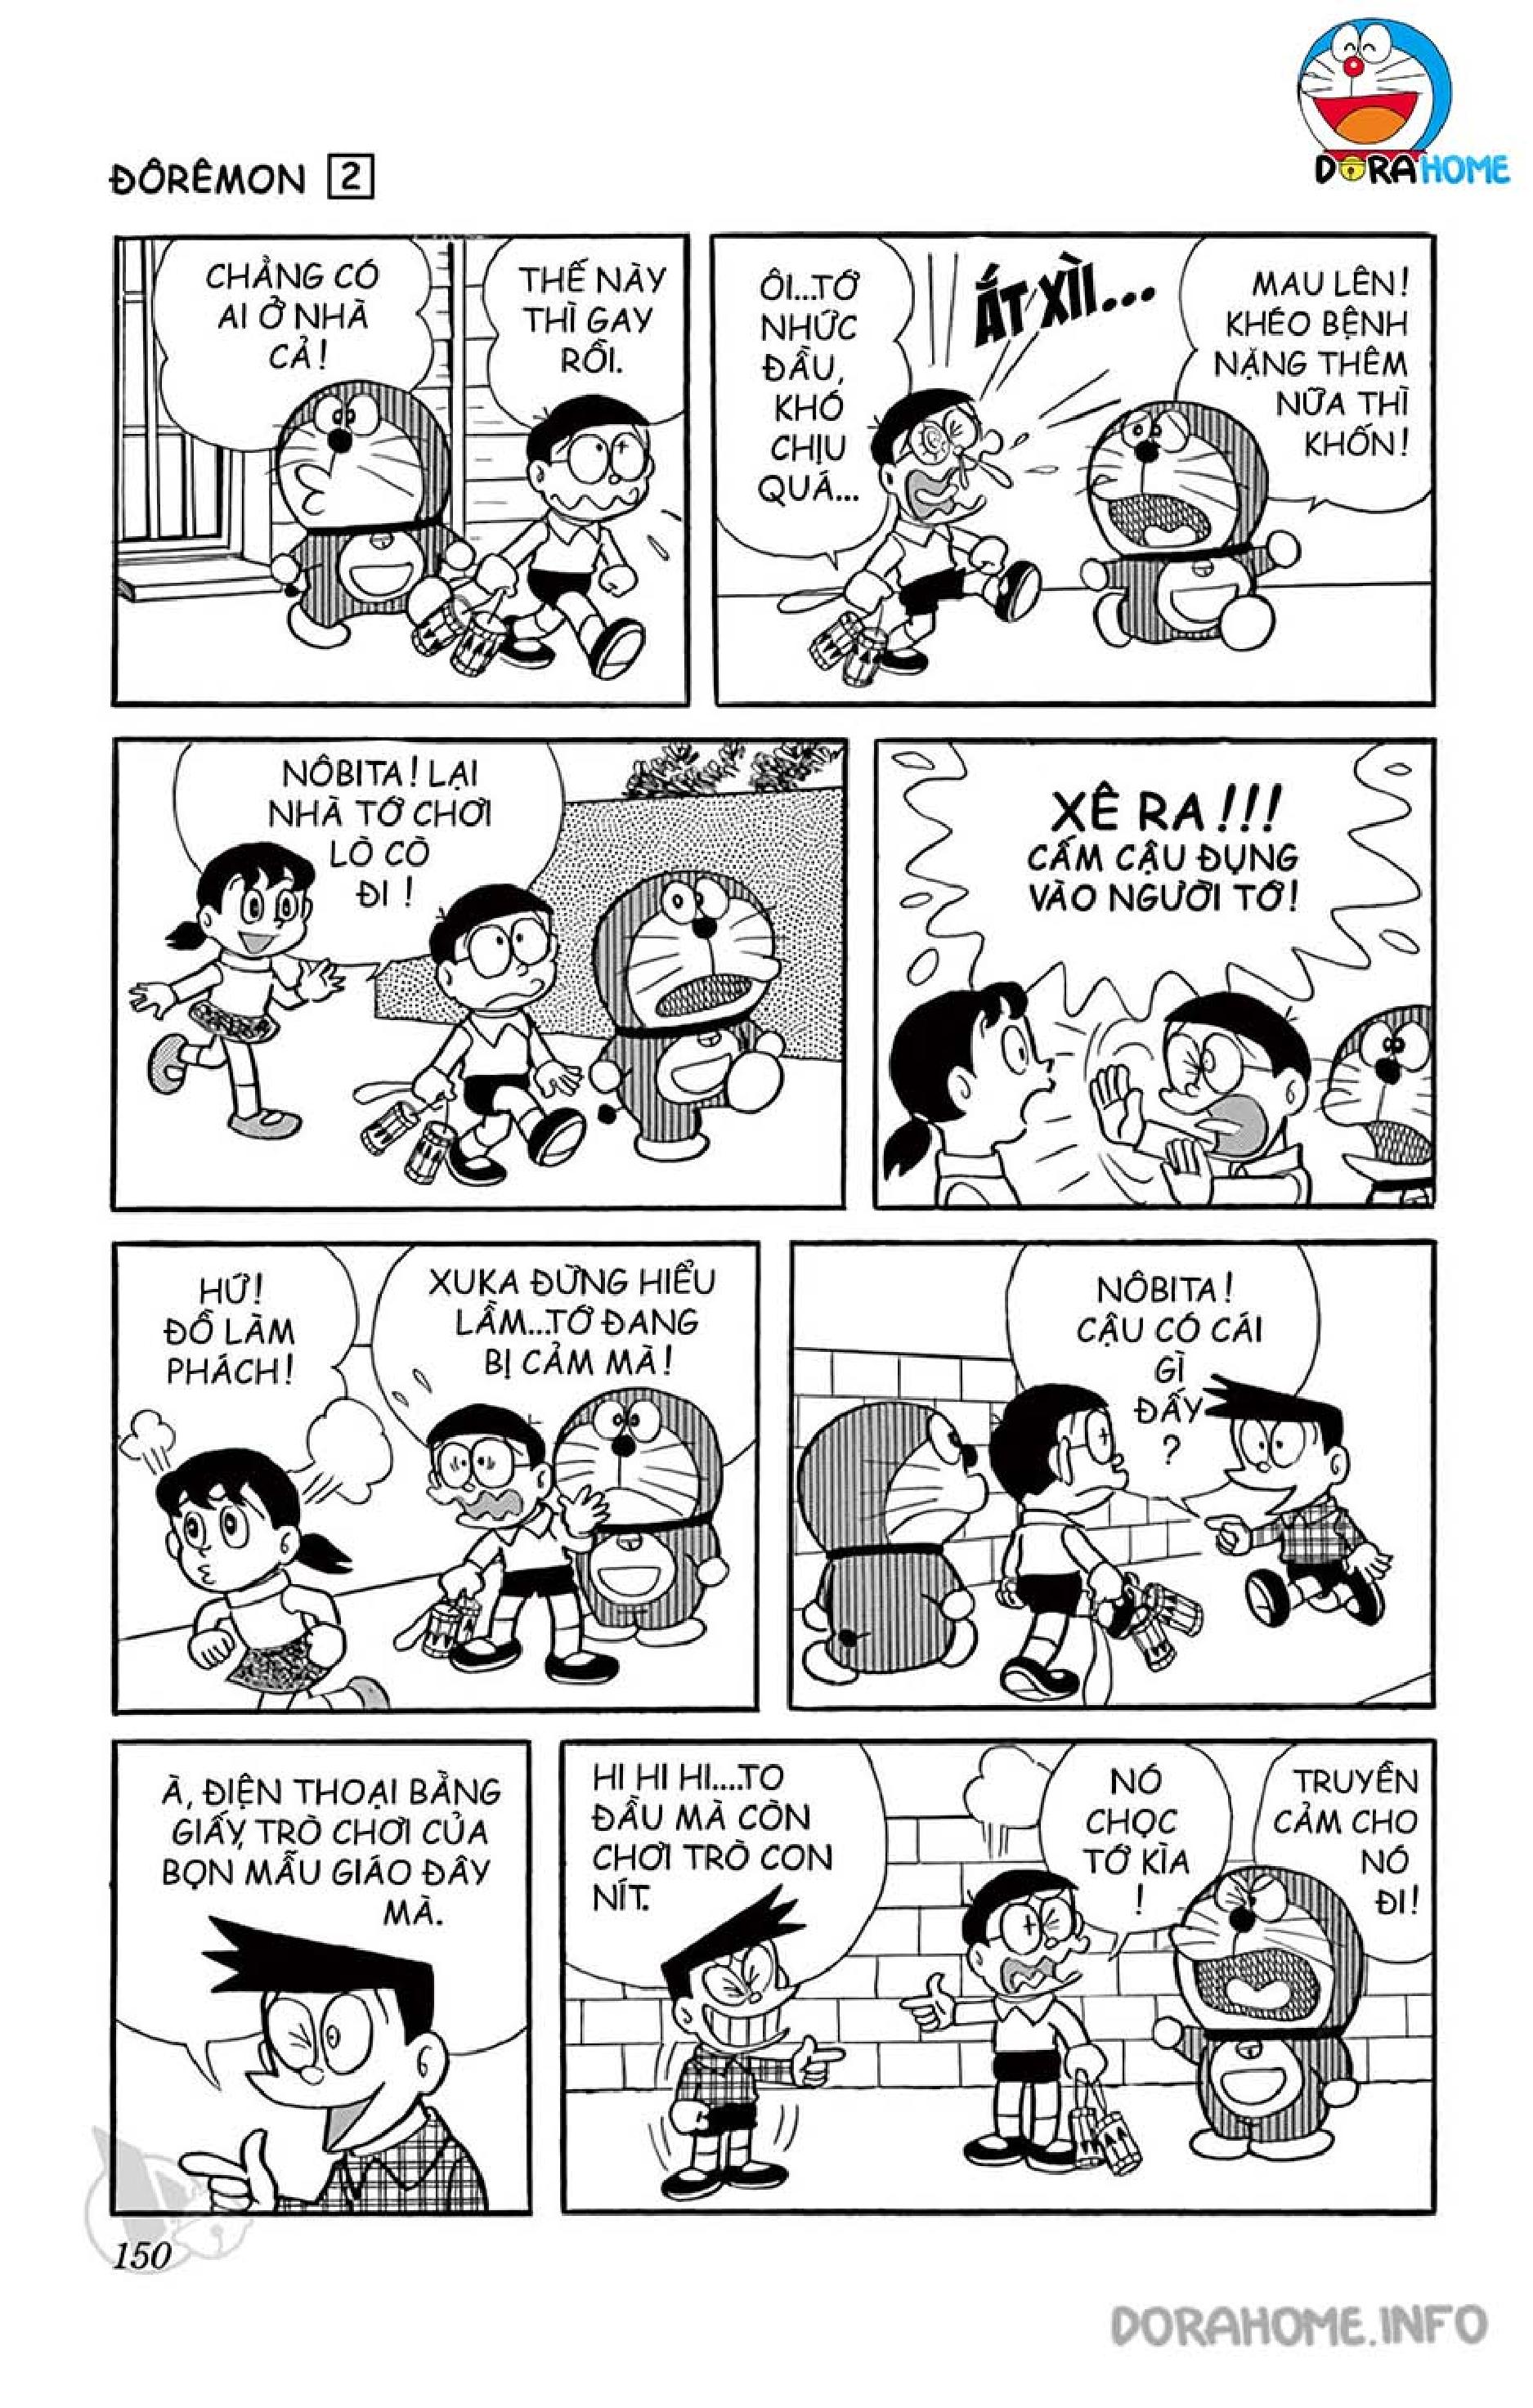 DORAHOME
ĐÔRÊMON 2
CHẲNG CÓ
AI Ở NHÀ
CẢ!
THẾ NÀY
THÌ GAY
RỒI.
ÔI...TỚ
NHỨC
ĐẦU,
KHÓ
CHỊU
QUÁ...
ẮT XÌ...
MAU LÊN!
KHÉO BỆNH
NẶNG THÊM
NỮA THÌ
KHỐN!
NÔBITA! LẠI
NHÀ TỚ CHƠI
LÒ CÒ
ĐI!
XÊ RA!!!
CẤM CẬU ĐỤNG
VÀO NGƯỜI TỚ!
HỨ!
ĐỒ LÀM
PHÁCH!
XUKA ĐỪNG HIỂU
LẦM...TỚ ĐANG
BỊ CẢM MÀ!
NÔBITA!
CẬU CÓ CÁI
GÌ
ĐẤY
?
À, ĐIỆN THOẠI BẰNG
GIẤY, TRÒ CHƠI CỦA
BỌN MẪU GIÁO ĐÂY
MÀ.
HI HI HI....TO
ĐẦU MÀ CÒN
CHƠI TRÒ CON
NÍT.
NÓ
CHỌC
TỚ KÌA
!
TRUYỀN
CẢM CHO
NÓ
ĐI!
150
DORAHOME.INFO